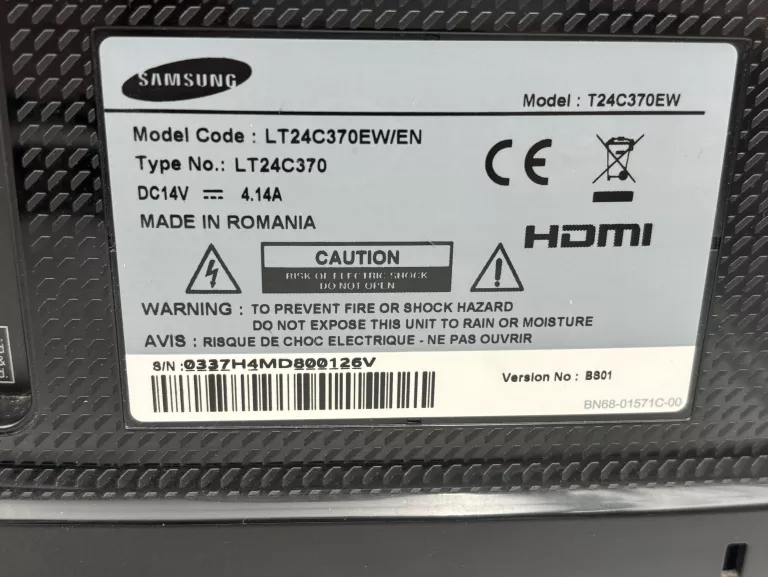 SAMSUNG
Model : T24C370EW
Model Code : LT24C370EW/EN
Type No.: LT24C370
DC14V ⎓ 4.14A
MADE IN ROMANIA
HDMI
CAUTION
RISK OF ELECTRIC SHOCK
DO NOT OPEN
WARNING : TO PREVENT FIRE OR SHOCK HAZARD
DO NOT EXPOSE THIS UNIT TO RAIN OR MOISTURE
AVIS : RISQUE DE CHOC ELECTRIQUE - NE PAS OUVRIR
S/N :0337H4MD800126V
Version No : BS01
BN68-01571C-00